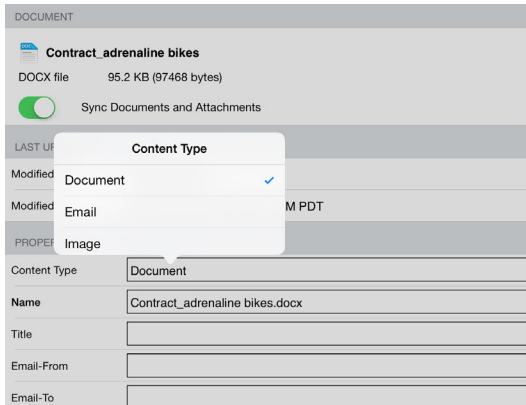 DOCUMENT
DOC
Contract_adrenaline bikes
DOCX file 95.2 KB (97468 bytes)
Sync Documents and Attachments
LAST UP
Content Type
Modified
Document
Modified M PDT
Email
PROPER
Image
Content Type Document
Name Contract_adrenaline bikes.docx
Title
Email-From
Email-To